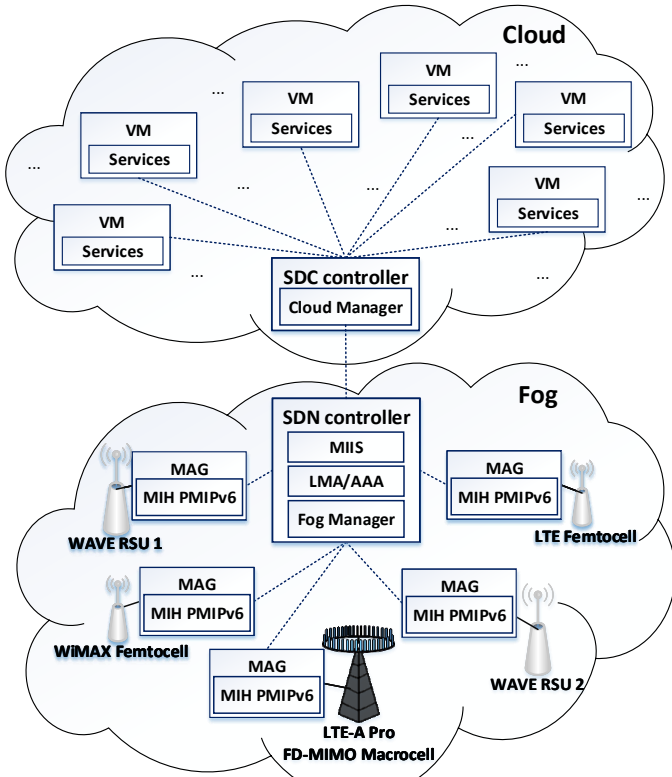 Cloud
...
...
VM
Services
VM
Services
...
VM
Services
VM
Services
...
VM
Services
...
...
...
VM
Services
...
VM
Services
...
...
...
SDC controller
Cloud Manager
Fog
SDN controller
MIIS
LMA/AAA
Fog Manager
MAG
MIH PMIPv6
WAVE RSU 1
MAG
MIH PMIPv6
LTE Femtocell
MAG
MIH PMIPv6
WiMAX Femtocell
MAG
MIH PMIPv6
WAVE RSU 2
MAG
MIH PMIPv6
LTE-A Pro
FD-MIMO Macrocell